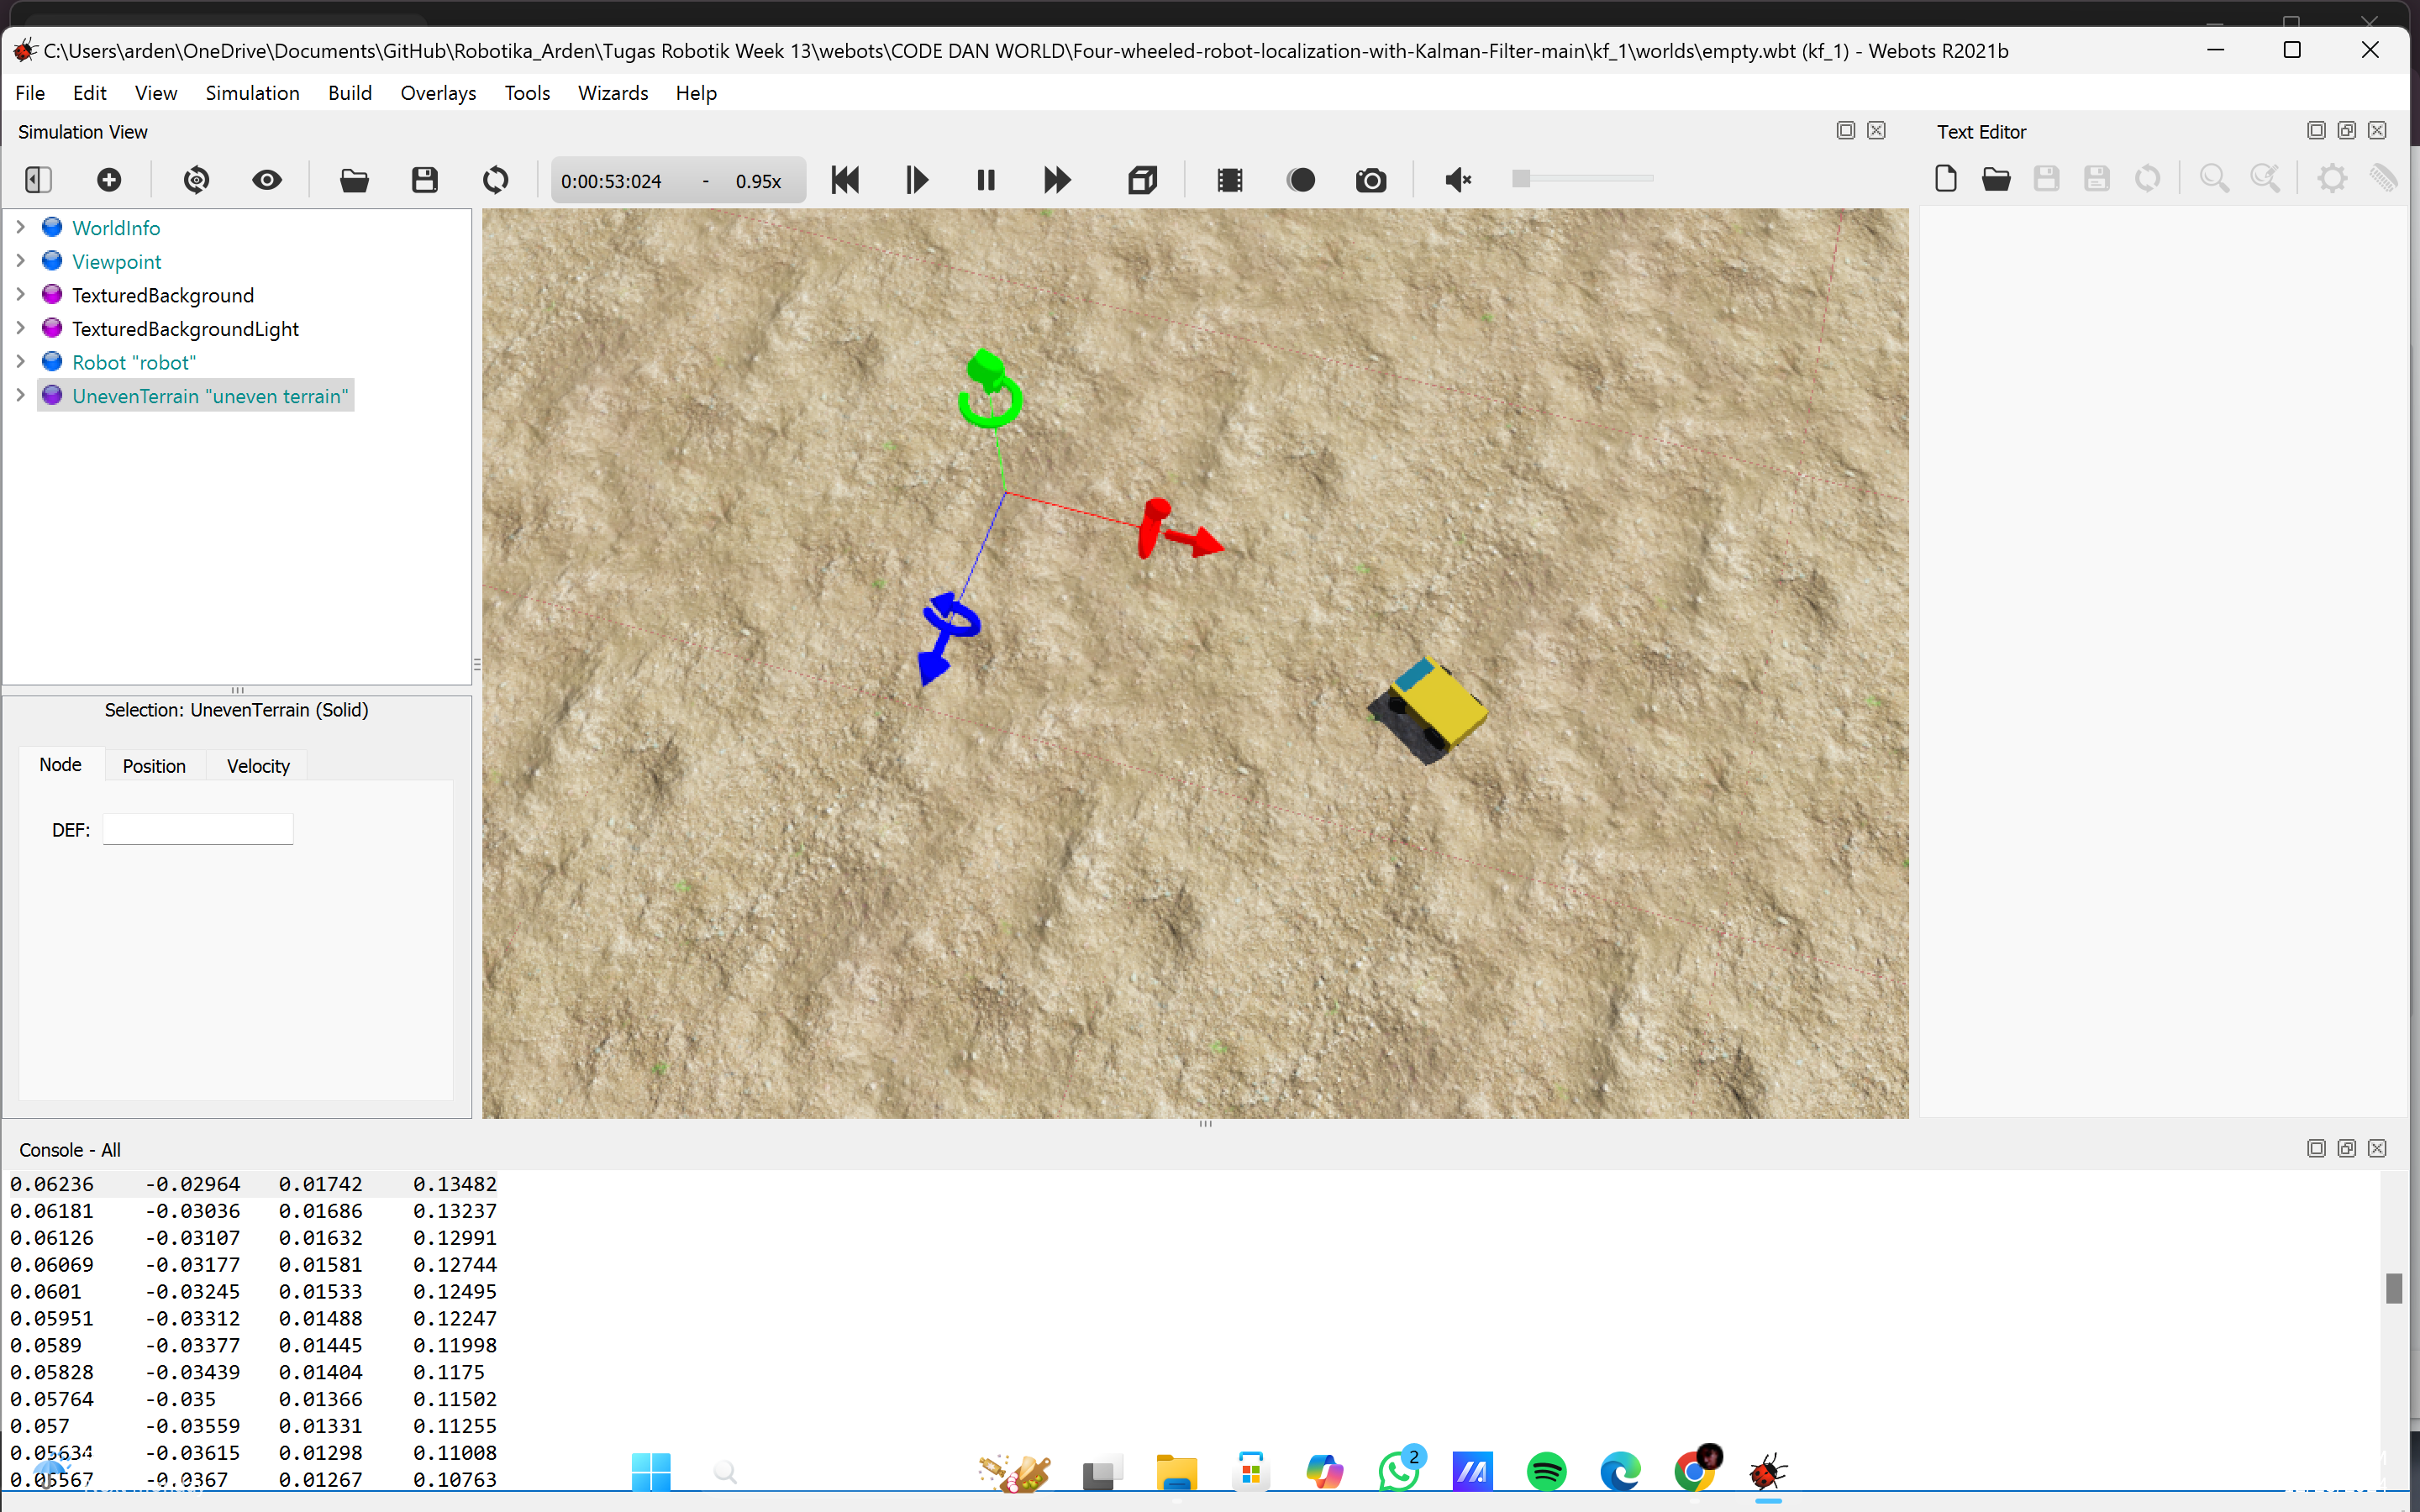 C:\Users\arden\OneDrive\Documents\GitHub\Robotika_Arden\Tugas Robotik Week 13\webots\CODE DAN WORLD\Four-wheeled-robot-localization-with-Kalman-Filter-main\kf_1\worlds\empty.wbt (kf_1) - Webots R2021b
File Edit View Simulation Build Overlays Tools Wizards Help
Simulation View
Text Editor
0:00:53:024 - 0.95x
WorldInfo
Viewpoint
TexturedBackground
TexturedBackgroundLight
Robot "robot"
UnevenTerrain "uneven terrain"
Selection: UnevenTerrain (Solid)
Node Position Velocity
DEF:
Console - All
0.06236 -0.02964 0.01742 0.13482
0.06181 -0.03036 0.01686 0.13237
0.06126 -0.03107 0.01632 0.12991
0.06069 -0.03177 0.01581 0.12744
0.0601 -0.03245 0.01533 0.12495
0.05951 -0.03312 0.01488 0.12247
0.0589 -0.03377 0.01445 0.11998
0.05828 -0.03439 0.01404 0.1175
0.05764 -0.035 0.01366 0.11502
0.057 -0.03559 0.01331 0.11255
0.05634 -0.03615 0.01298 0.11008
0.05567 -0.0367 0.01267 0.10763
2